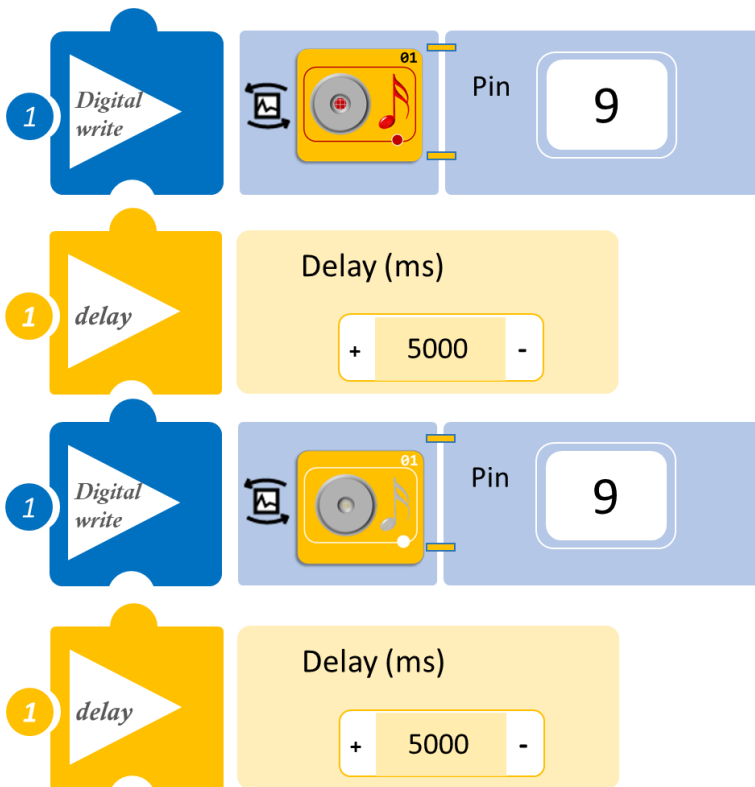 01
Pin
9
1
Digital
write
Delay (ms)
1
delay
+ 5000 -
01
Pin
9
1
Digital
write
Delay (ms)
1
delay
+ 5000 -